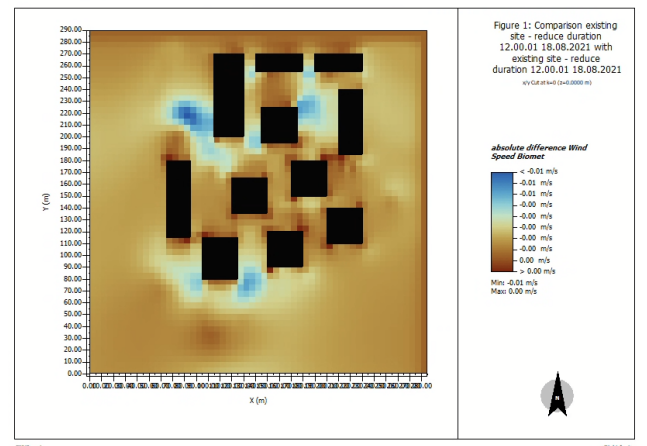 Figure 1: Comparison existing
site - reduce duration
12.00.01 18.08.2021 with
existing site - reduce
duration 12.00.01 18.08.2021
x/y Cut at k=0 (z=0.0000 m)
absolute difference Wind
Speed Biomet
< -0.01 m/s
-0.01 m/s
-0.01 m/s
-0.00 m/s
-0.00 m/s
-0.00 m/s
-0.00 m/s
-0.00 m/s
0.00 m/s
> 0.00 m/s
Min: -0.01 m/s
Max: 0.00 m/s
N
290.00
280.00
270.00
260.00
250.00
240.00
230.00
220.00
210.00
200.00
190.00
180.00
170.00
160.00
150.00
140.00
130.00
120.00
110.00
100.00
90.00
80.00
70.00
60.00
50.00
40.00
30.00
20.00
10.00
0.00
Y (m)
X (m)